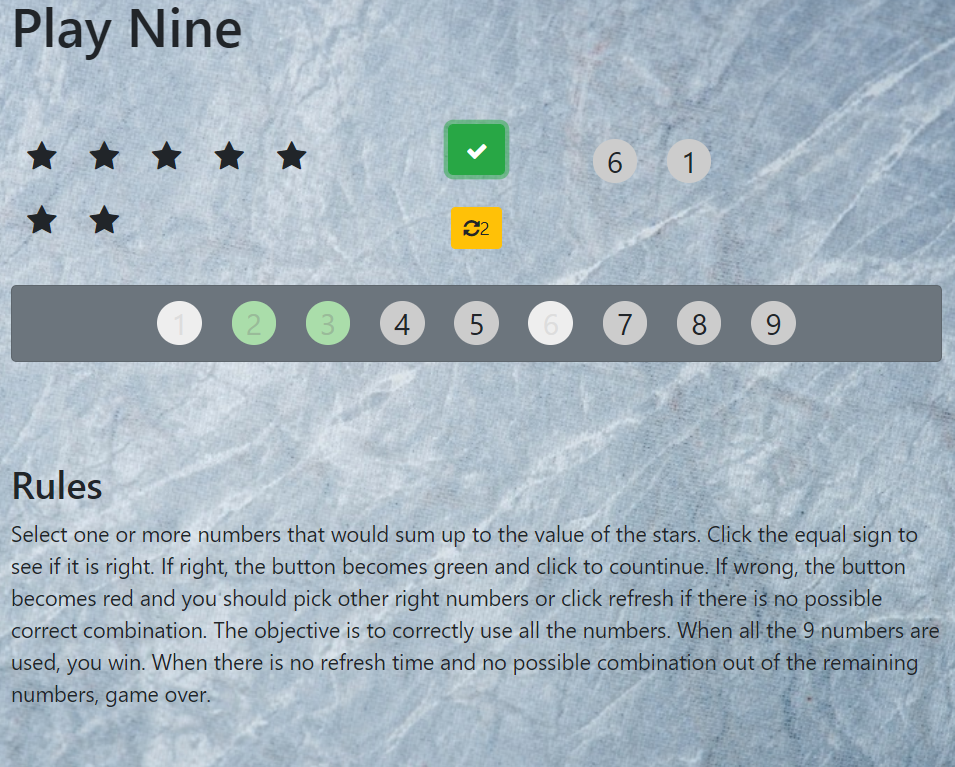 Play Nine
6 1
2
1 2 3 4 5 6 7 8 9
Rules
Select one or more numbers that would sum up to the value of the stars. Click the equal sign to
see if it is right. If right, the button becomes green and click to countinue. If wrong, the button
becomes red and you should pick other right numbers or click refresh if there is no possible
correct combination. The objective is to correctly use all the numbers. When all the 9 numbers are
used, you win. When there is no refresh time and no possible combination out of the remaining
numbers, game over.